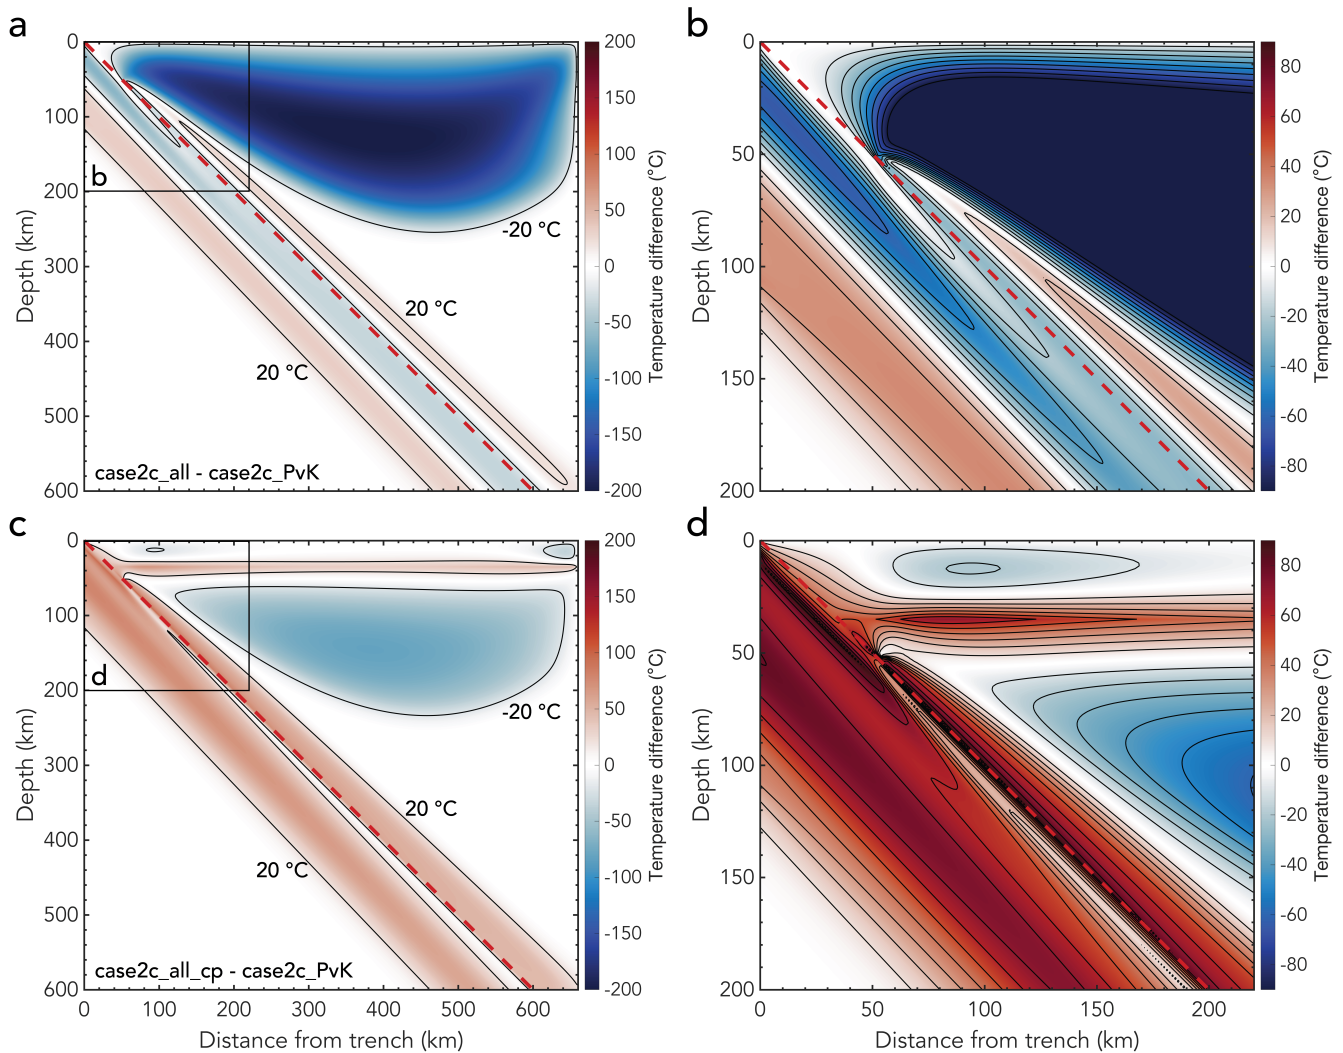 a
0
100
200
300
400
500
600
Depth (km)
b
-20 °C
20 °C
20 °C
case2c_all - case2c_PvK
200
150
100
50
0
-50
-100
-150
-200
Temperature difference (°C)
b
0
50
100
150
200
Depth (km)
80
60
40
20
0
-20
-40
-60
-80
Temperature difference (°C)
c
0
100
200
300
400
500
600
Depth (km)
d
-20 °C
20 °C
20 °C
case2c_all_cp - case2c_PvK
0 100 200 300 400 500 600
Distance from trench (km)
200
150
100
50
0
-50
-100
-150
-200
Temperature difference (°C)
d
0
50
100
150
200
Depth (km)
0 50 100 150 200
Distance from trench (km)
80
60
40
20
0
-20
-40
-60
-80
Temperature difference (°C)